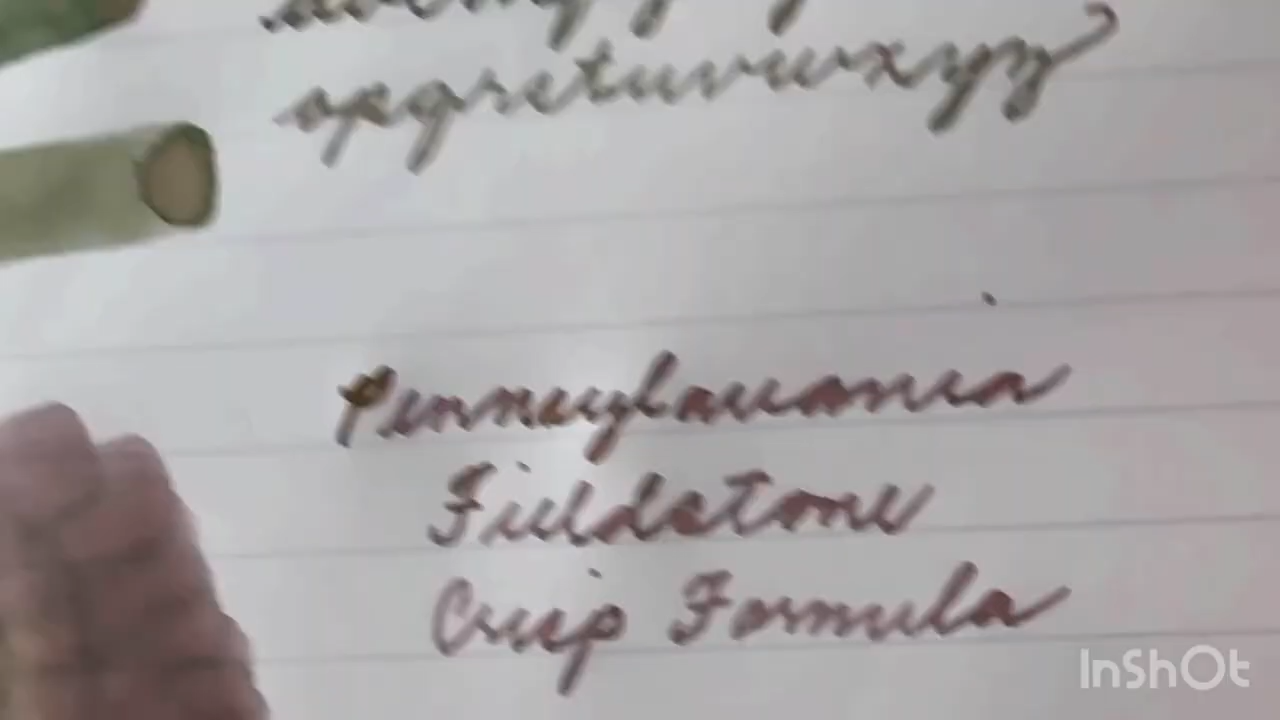 opqrstuvwxyz
Pennsylvania
Fieldstone
Crisp Formula
InShOt